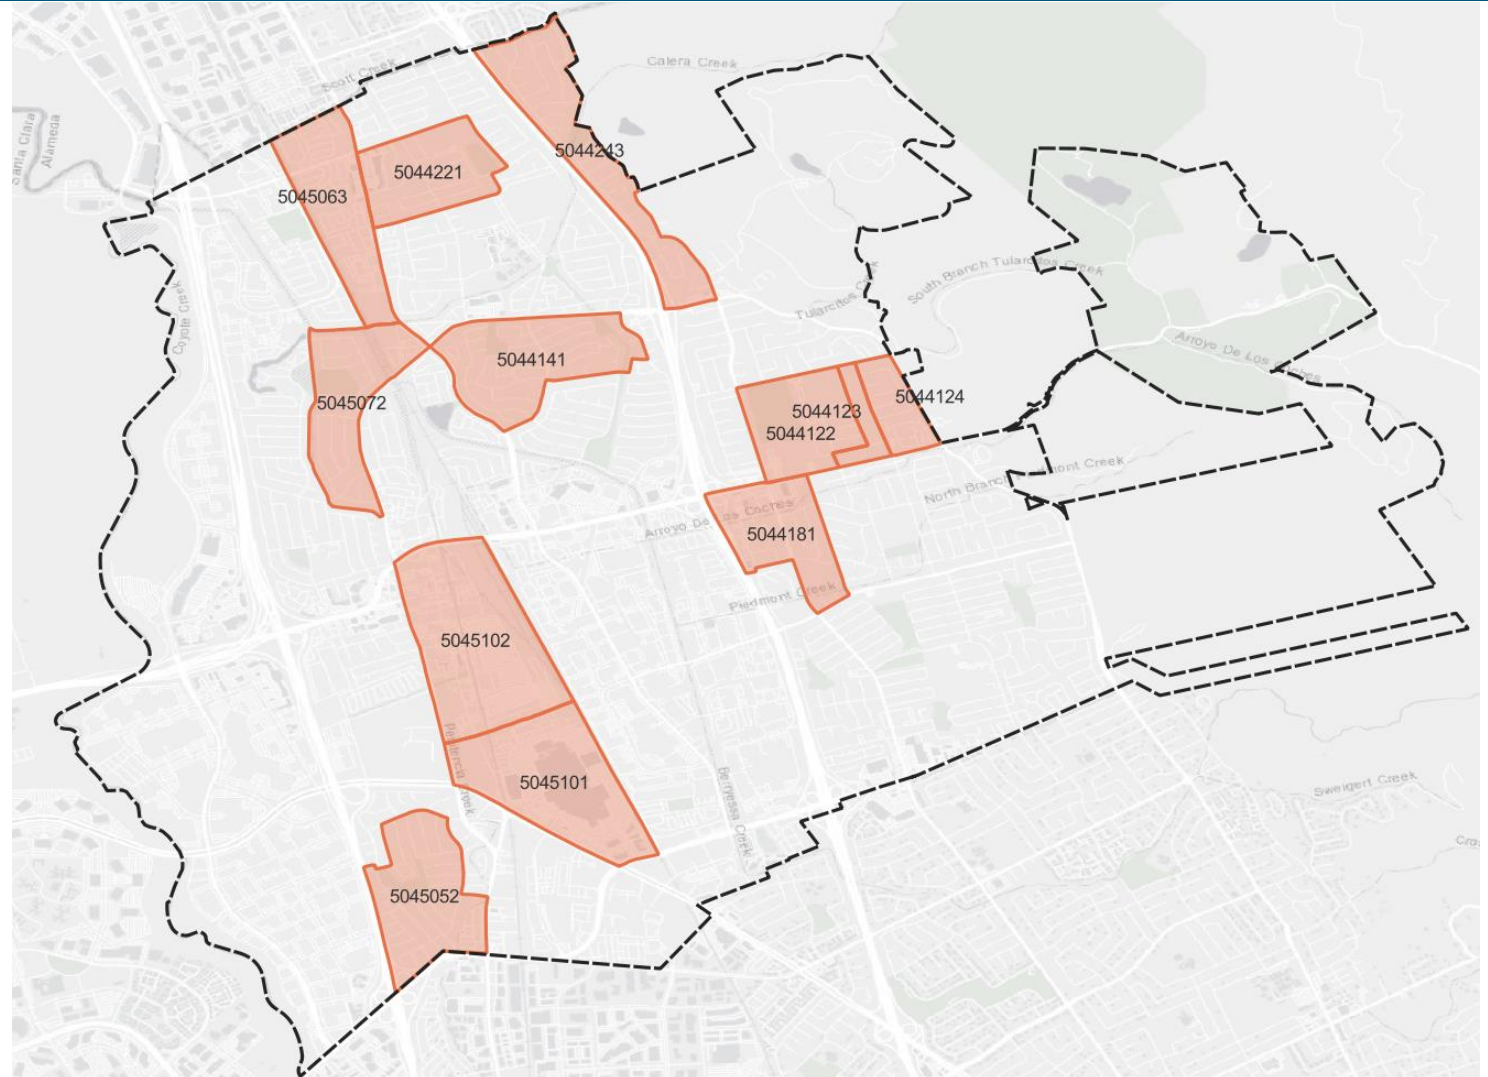 Scott Creek
Calera Creek
Santa Clara
Alameda
5044243
5044221
5045063
Coyote Creek
Tularcitos Creek
South Branch Tularcitos Creek
Arroyo De Los Coches
5044141
5045072
5044124
5044123
5044122
North Branch Piedmont Creek
Arroyo De Los Coches
5044181
Piedmont Creek
5045102
Penitencia Creek
5045101
Berryessa Creek
Sweigert Creek
5045052